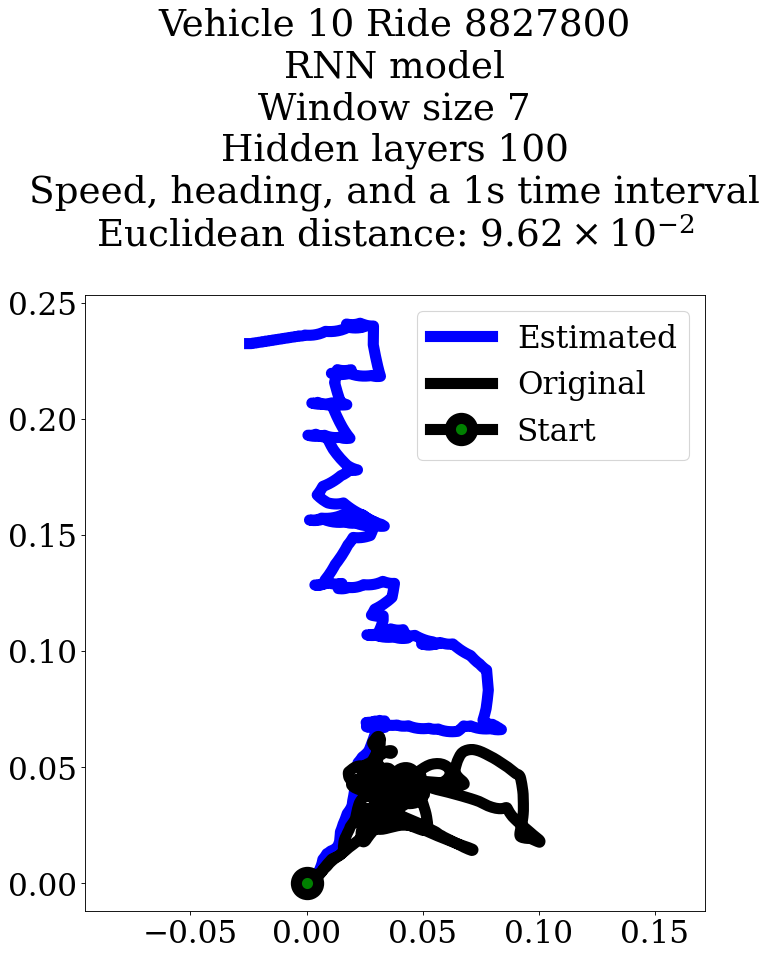 Vehicle 10 Ride 8827800
RNN model
Window size 7
Hidden layers 100
Speed, heading, and a 1s time interval
Euclidean distance: 9.62 × 10⁻²
0.25
0.20
0.15
0.10
0.05
0.00
Estimated
Original
Start
−0.05 0.00 0.05 0.10 0.15